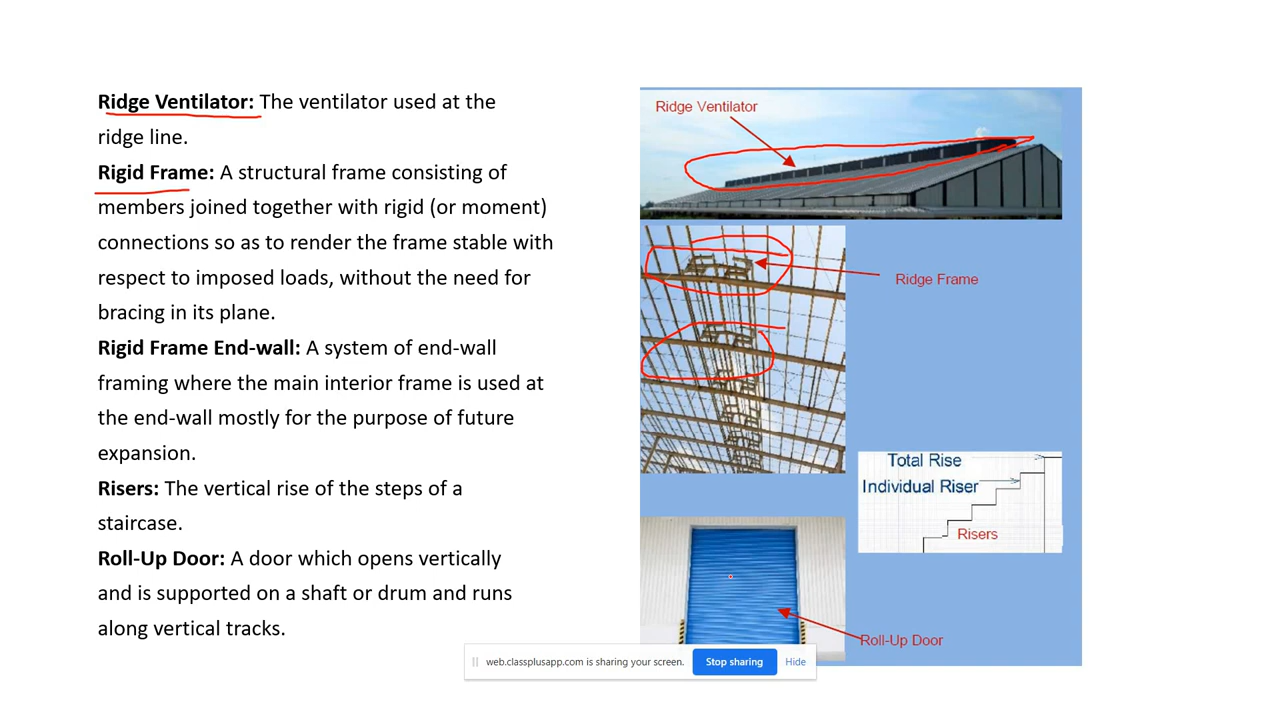 Ridge Ventilator: The ventilator used at the
ridge line.
Rigid Frame: A structural frame consisting of
members joined together with rigid (or moment)
connections so as to render the frame stable with
respect to imposed loads, without the need for
bracing in its plane.
Rigid Frame End-wall: A system of end-wall
framing where the main interior frame is used at
the end-wall mostly for the purpose of future
expansion.
Risers: The vertical rise of the steps of a
staircase.
Roll-Up Door: A door which opens vertically
and is supported on a shaft or drum and runs
along vertical tracks.
Ridge Ventilator
Ridge Frame
Total Rise
Individual Riser
Risers
Roll-Up Door
web.classplusapp.com is sharing your screen.
Stop sharing
Hide